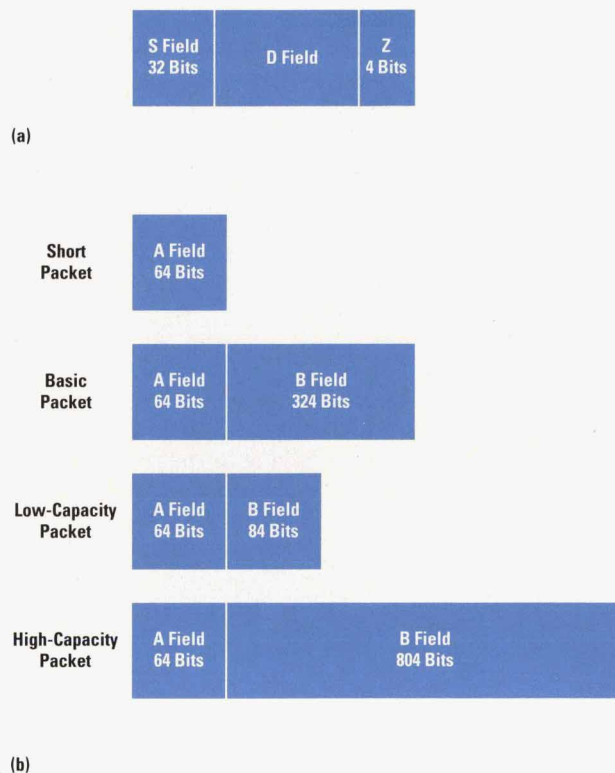 S Field
32 Bits
D Field
Z
4 Bits
(a)
Short
Packet
A Field
64 Bits
Basic
Packet
A Field
64 Bits
B Field
324 Bits
Low-Capacity
Packet
A Field
64 Bits
B Field
84 Bits
High-Capacity
Packet
A Field
64 Bits
B Field
804 Bits
(b)